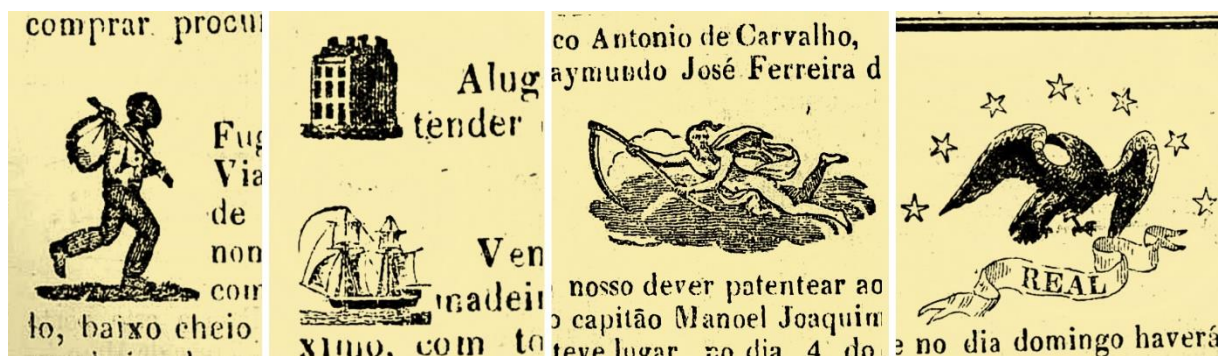 comprar
Fug
Via
de
non
com
lo, baixo cheio
Alug
tender
Ven
madei
ximo, com to
co Antonio de Carvalho,
aymundo José Ferreira d
nosso dever patentear ao
o capitão Manoel Joaquim
teve lugar no dia 4 do
REAL
e no dia domingo haverá